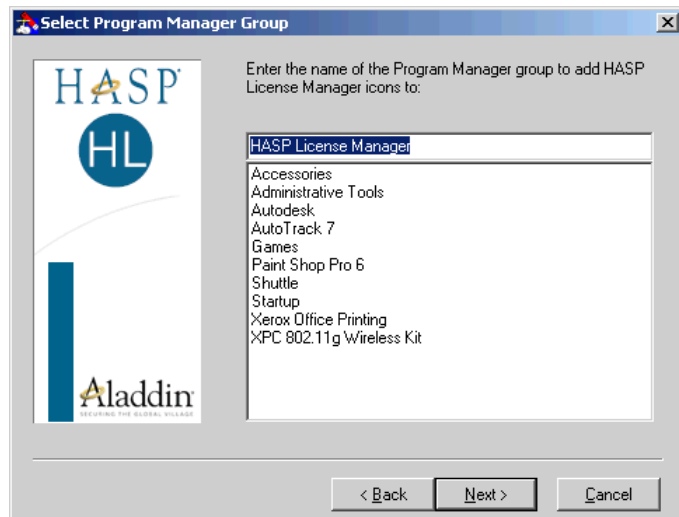 Select Program Manager Group
HASP
HL
Enter the name of the Program Manager group to add HASP
License Manager icons to:
HASP License Manager
Accessories
Administrative Tools
Autodesk
AutoTrack 7
Games
Paint Shop Pro 6
Shuttle
Startup
Xerox Office Printing
XPC 802.11g Wireless Kit
Aladdin
SECURING THE GLOBAL VILLAGE
< Back
Next >
Cancel